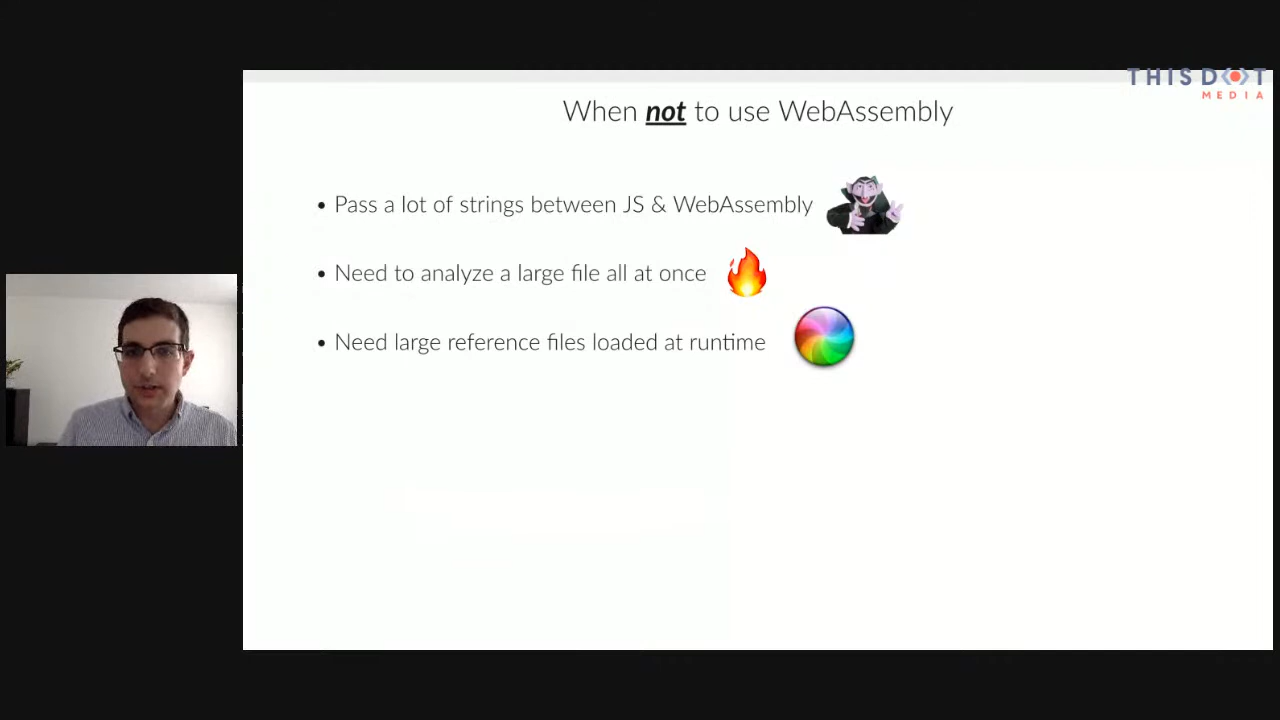 THIS DOT
MEDIA
When not to use WebAssembly
• Pass a lot of strings between JS & WebAssembly
• Need to analyze a large file all at once
• Need large reference files loaded at runtime